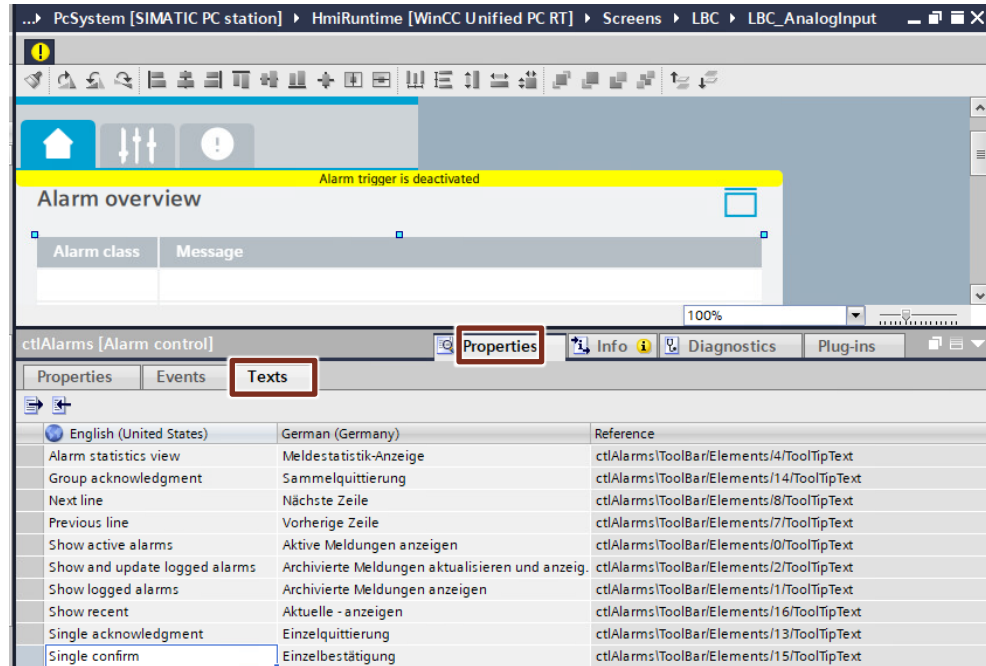 ...▸ PcSystem [SIMATIC PC station] ▸ HmiRuntime [WinCC Unified PC RT] ▸ Screens ▸ LBC ▸ LBC_AnalogInput
Alarm trigger is deactivated
Alarm overview
Alarm class Message
100%
ctlAlarms [Alarm control] Properties Info Diagnostics Plug-ins
Properties Events Texts
English (United States) German (Germany) Reference
Alarm statistics view Meldestatistik-Anzeige ctlAlarms\ToolBar/Elements/4/ToolTipText
Group acknowledgment Sammelquittierung ctlAlarms\ToolBar/Elements/14/ToolTipText
Next line Nächste Zeile ctlAlarms\ToolBar/Elements/8/ToolTipText
Previous line Vorherige Zeile ctlAlarms\ToolBar/Elements/7/ToolTipText
Show active alarms Aktive Meldungen anzeigen ctlAlarms\ToolBar/Elements/0/ToolTipText
Show and update logged alarms Archivierte Meldungen aktualisieren und anzeig. ctlAlarms\ToolBar/Elements/2/ToolTipText
Show logged alarms Archivierte Meldungen anzeigen ctlAlarms\ToolBar/Elements/1/ToolTipText
Show recent Aktuelle - anzeigen ctlAlarms\ToolBar/Elements/16/ToolTipText
Single acknowledgment Einzelquittierung ctlAlarms\ToolBar/Elements/13/ToolTipText
Single confirm Einzelbestätigung ctlAlarms\ToolBar/Elements/15/ToolTipText